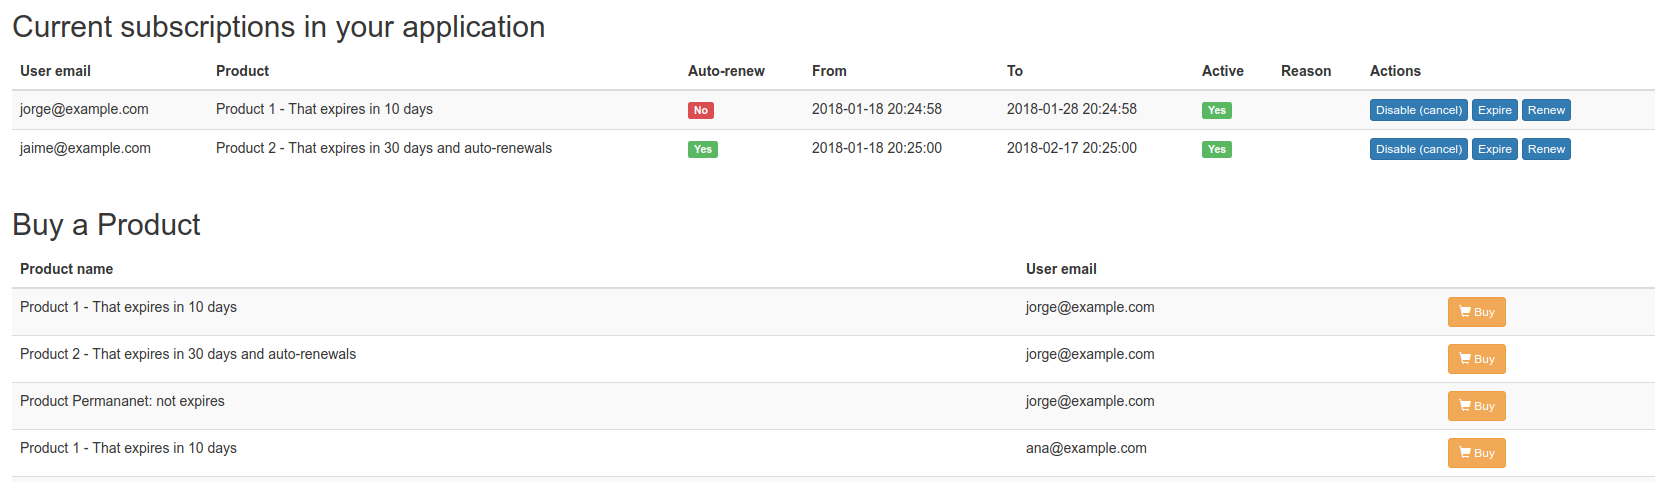 Current subscriptions in your application
User email Product Auto-renew From To Active Reason Actions
jorge@example.com Product 1 - That expires in 10 days No 2018-01-18 20:24:58 2018-01-28 20:24:58 Yes Disable (cancel) Expire Renew
jaime@example.com Product 2 - That expires in 30 days and auto-renewals Yes 2018-01-18 20:25:00 2018-02-17 20:25:00 Yes Disable (cancel) Expire Renew
Buy a Product
Product name User email
Product 1 - That expires in 10 days jorge@example.com Buy
Product 2 - That expires in 30 days and auto-renewals jorge@example.com Buy
Product Permananet: not expires jorge@example.com Buy
Product 1 - That expires in 10 days ana@example.com Buy